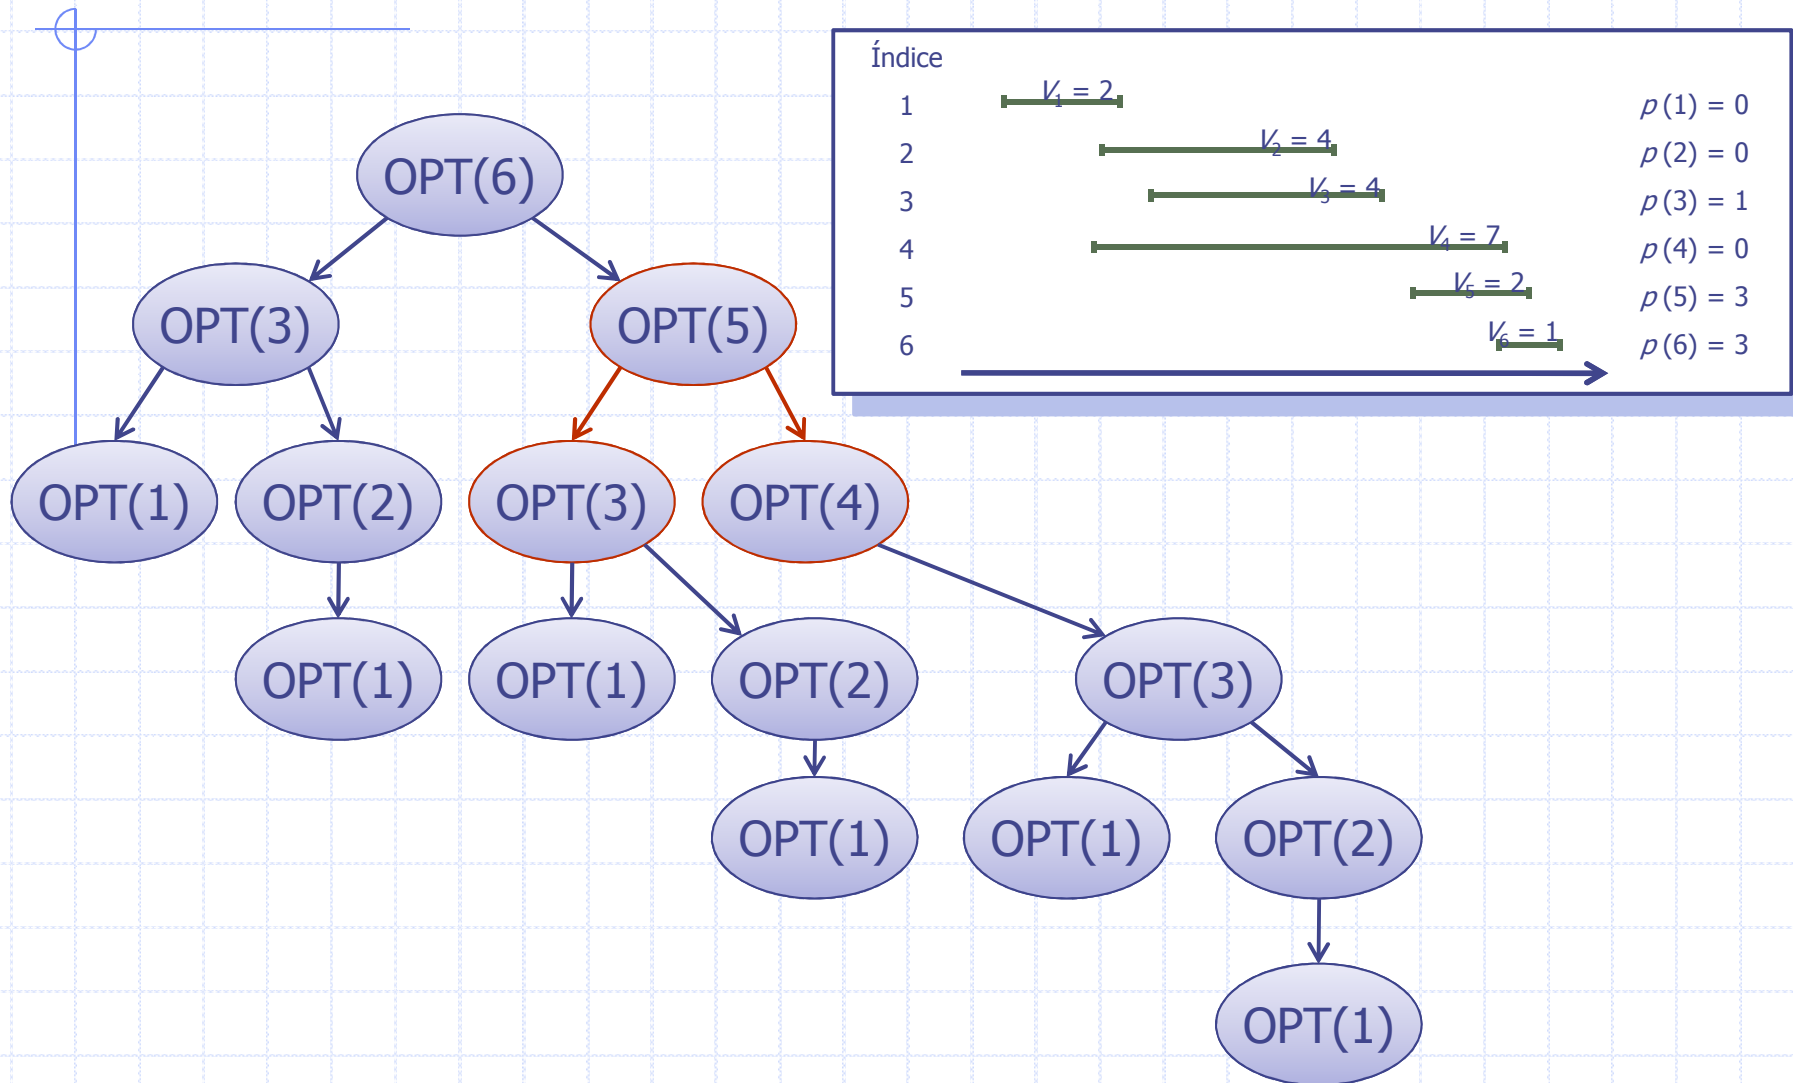 Índice
1 V1 = 2 p (1) = 0
2 V2 = 4 p (2) = 0
3 V3 = 4 p (3) = 1
4 V4 = 7 p (4) = 0
5 V5 = 2 p (5) = 3
6 V6 = 1 p (6) = 3
OPT(6)
OPT(3) OPT(5)
OPT(1) OPT(2) OPT(3) OPT(4)
OPT(1) OPT(1) OPT(2) OPT(3)
OPT(1) OPT(1) OPT(2)
OPT(1)